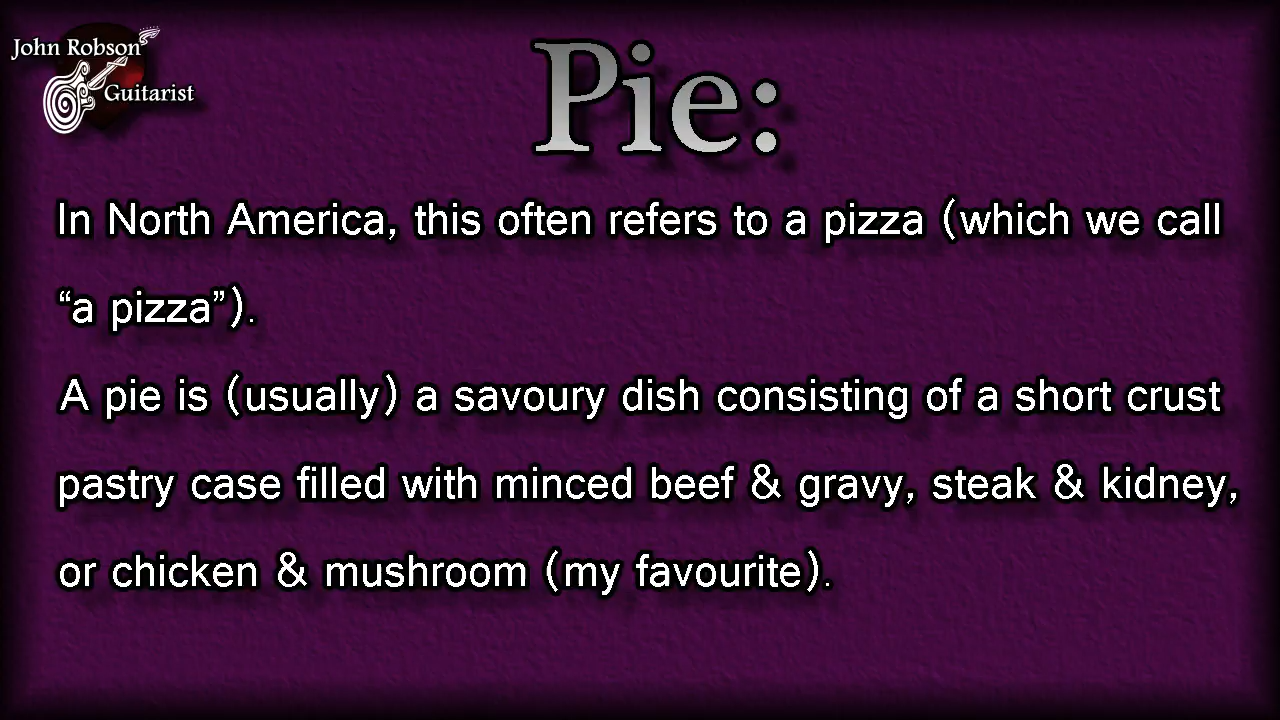 John Robson
Guitarist
Pie:
In North America, this often refers to a pizza (which we call
“a pizza”).
A pie is (usually) a savoury dish consisting of a short crust
pastry case filled with minced beef & gravy, steak & kidney,
or chicken & mushroom (my favourite).